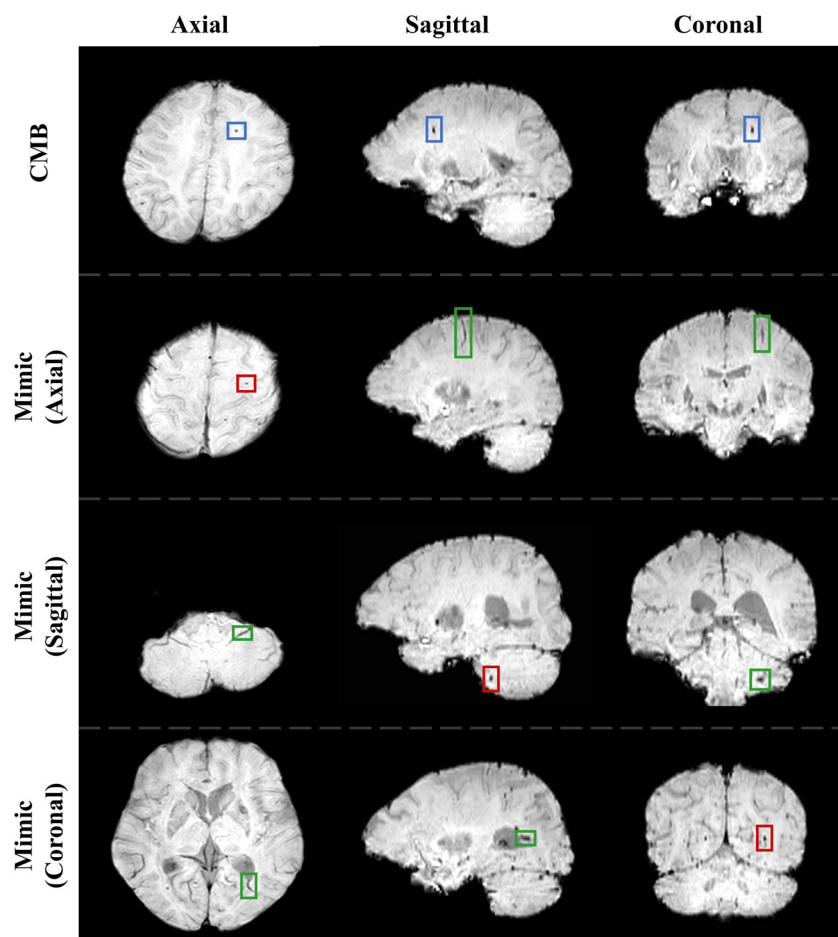 Axial Sagittal Coronal
CMB
Mimic
(Axial)
Mimic
(Sagittal)
Mimic
(Coronal)